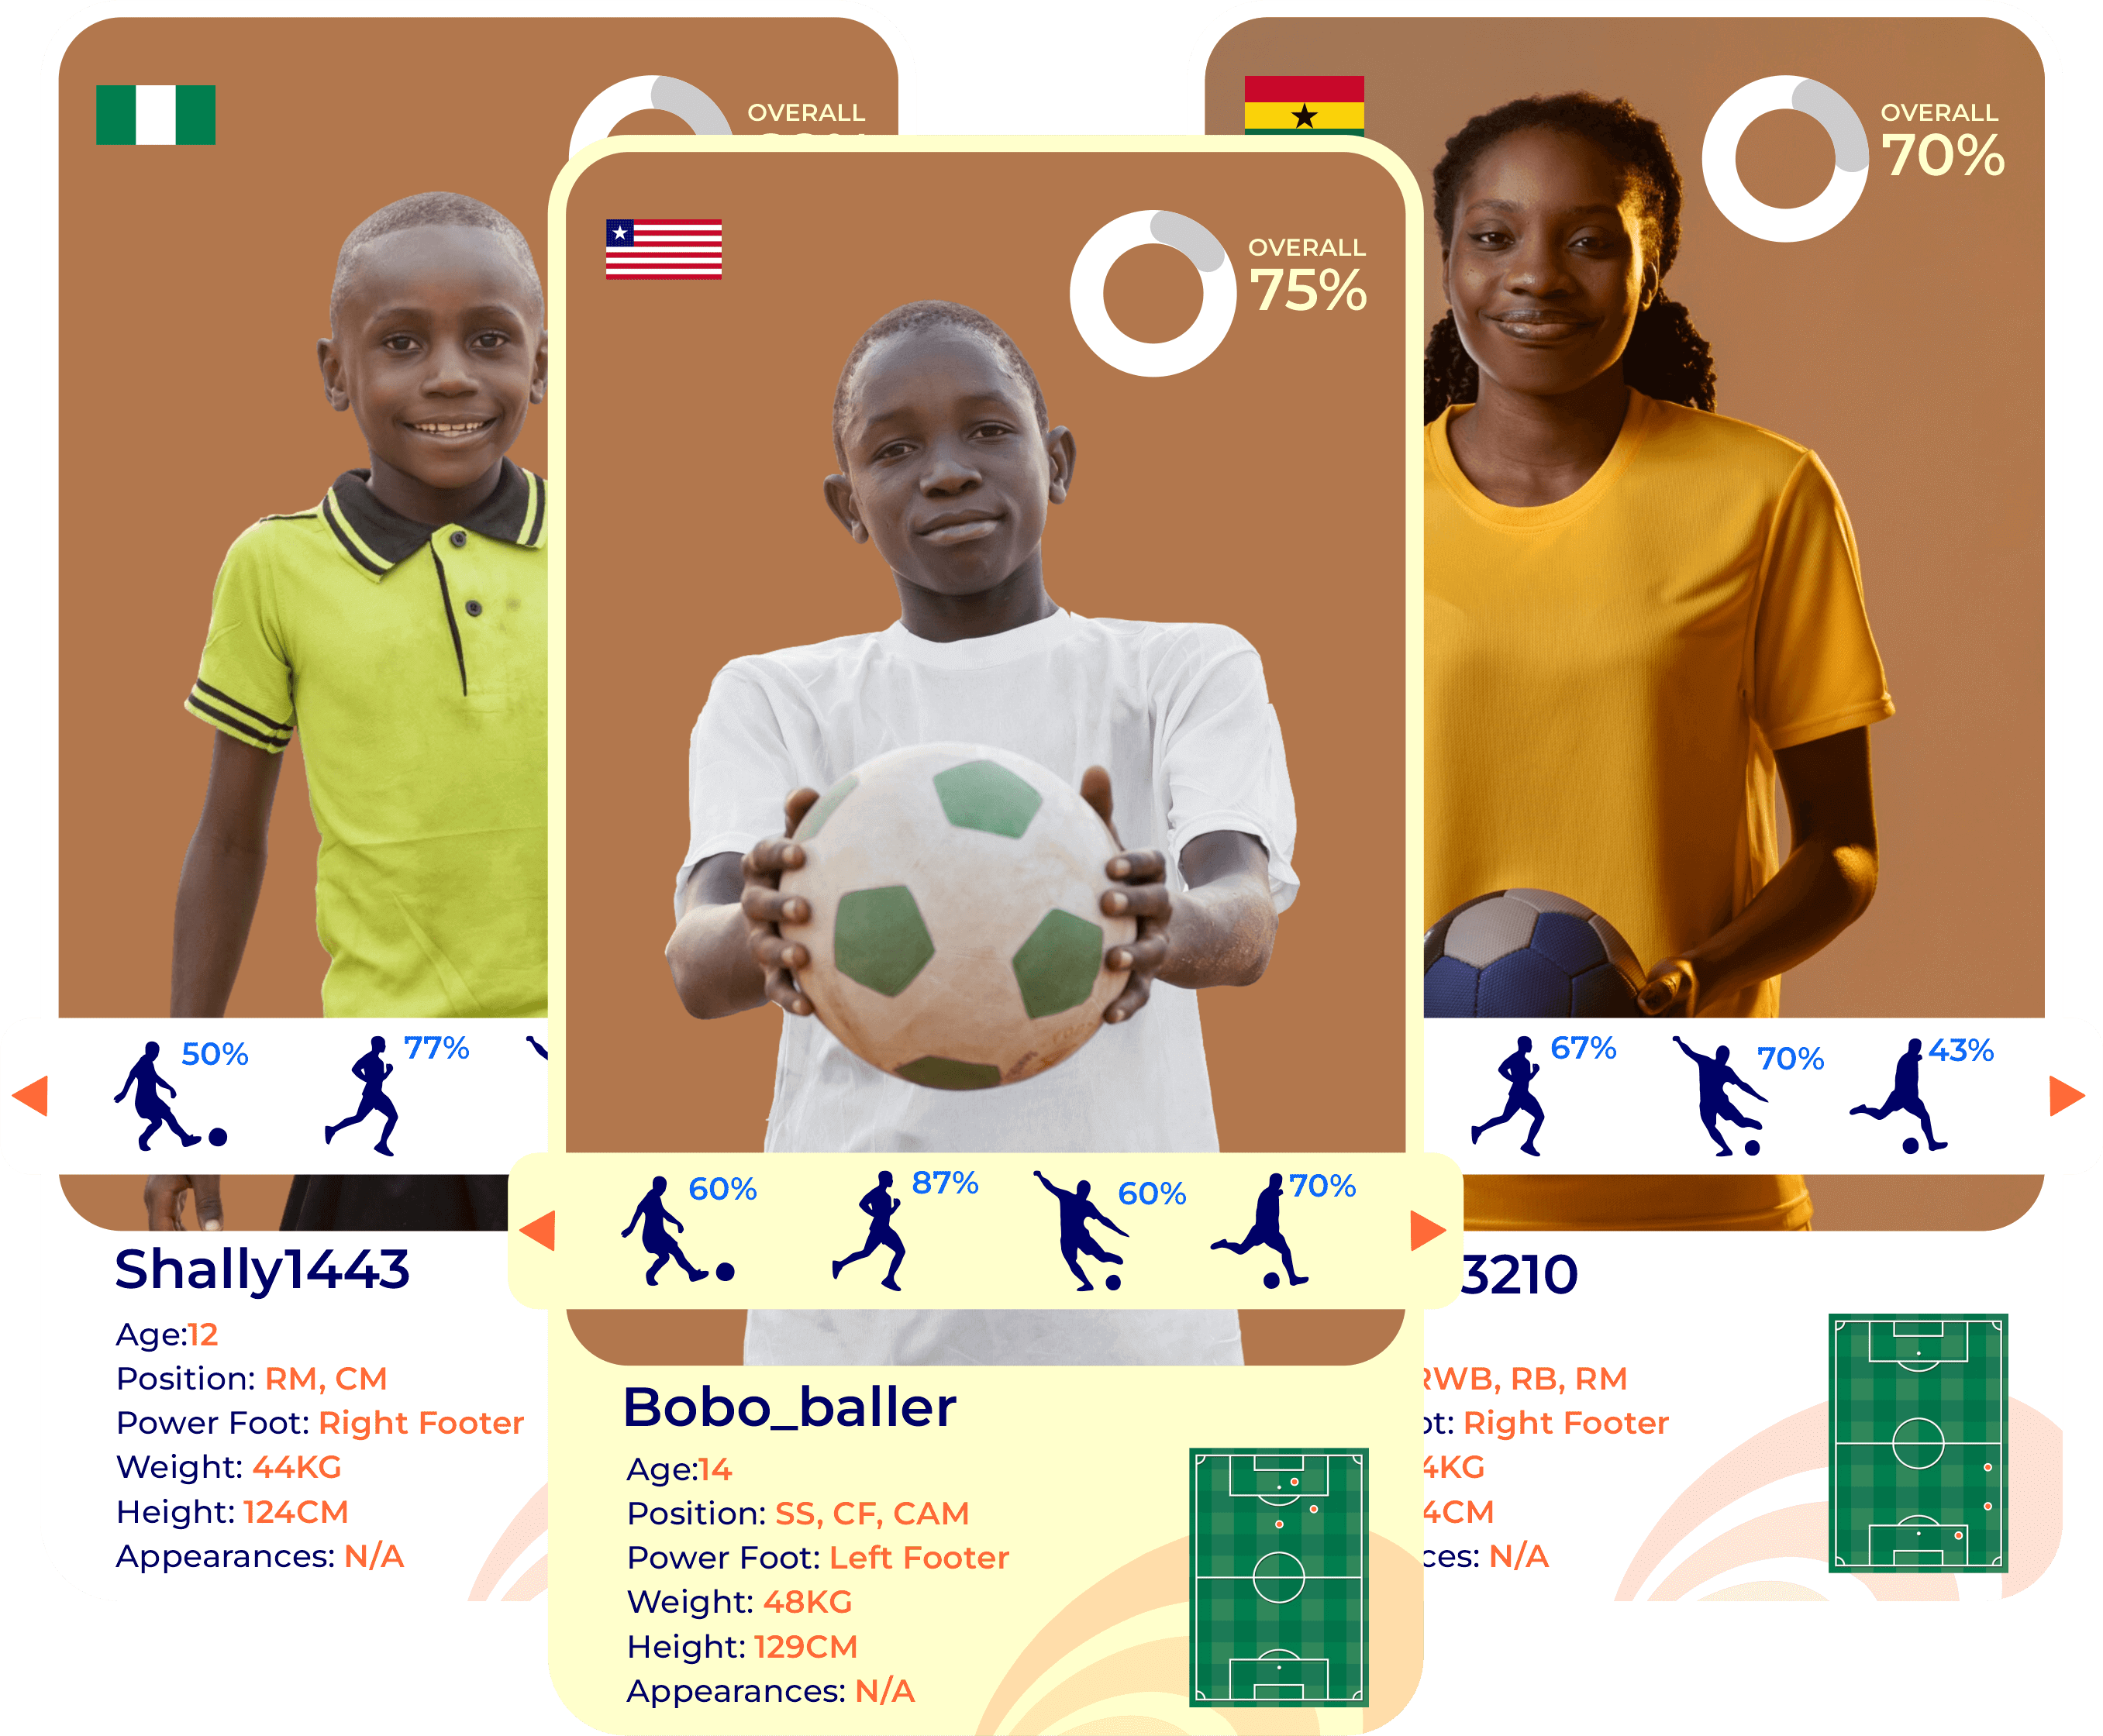 OVERALL
OVERALL
70%
OVERALL
75%
50%
77%
67%
70%
43%
60%
87%
60%
70%
Shally1443
Age:12
Position: RM, CM
Power Foot: Right Footer
Weight: 44KG
Height: 124CM
Appearances: N/A
Bobo_baller
Age:14
Position: SS, CF, CAM
Power Foot: Left Footer
Weight: 48KG
Height: 129CM
Appearances: N/A
3210
RWB, RB, RM
ot: Right Footer
4KG
4CM
ces: N/A